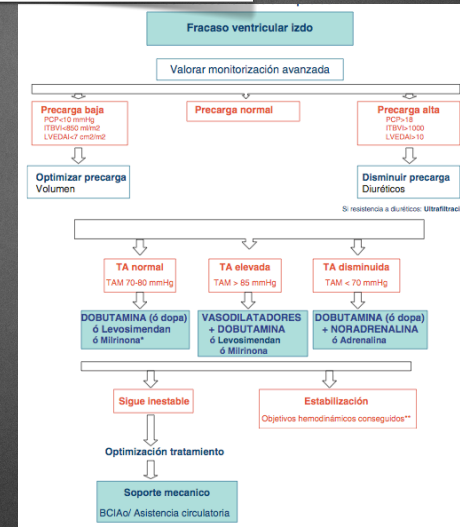 Fracaso ventricular izdo
Valorar monitorización avanzada
Precarga baja
PCP<10 mmHg
ITBVI<850 ml/m2
LVEDAI<7 cm2/m2
Precarga normal
Precarga alta
PCP>18
ITBVI>1000
LVEDAI>10
Optimizar precarga
Volumen
Disminuir precarga
Diuréticos
Si resistencia a diuréticos: Ultrafiltraci
TA normal
TAM 70-80 mmHg
TA elevada
TAM > 85 mmHg
TA disminuida
TAM < 70 mmHg
DOBUTAMINA (ó dopa)
ó Levosimendan
ó Milrinona*
VASODILATADORES
+ DOBUTAMINA
ó Levosimendan
ó Milrinona
DOBUTAMINA (ó dopa)
+ NORADRENALINA
ó Adrenalina
Sigue inestable
Estabilización
Objetivos hemodinámicos conseguidos**
Optimización tratamiento
Soporte mecanico
BCIAo/ Asistencia circulatoria